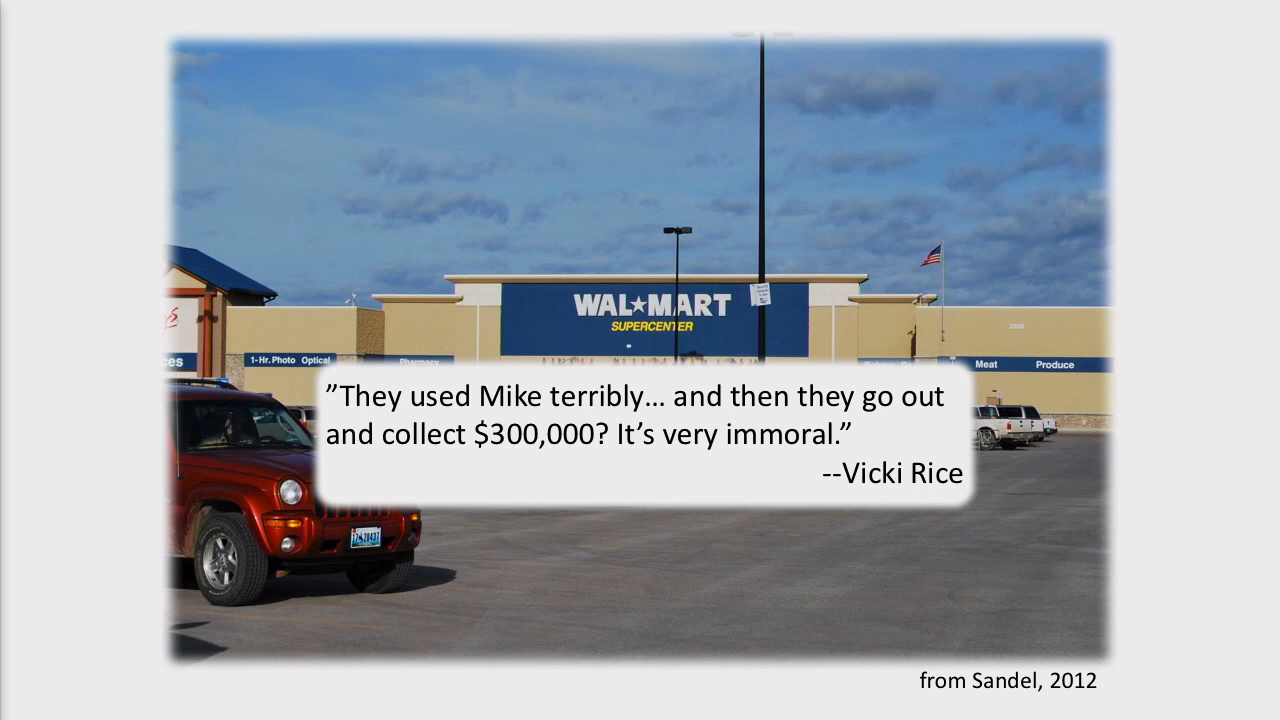 WAL★MART
SUPERCENTER
1-Hr. Photo Optical
Pharmacy
Meat Produce
”They used Mike terribly… and then they go out
and collect $300,000? It’s very immoral.”
--Vicki Rice
from Sandel, 2012